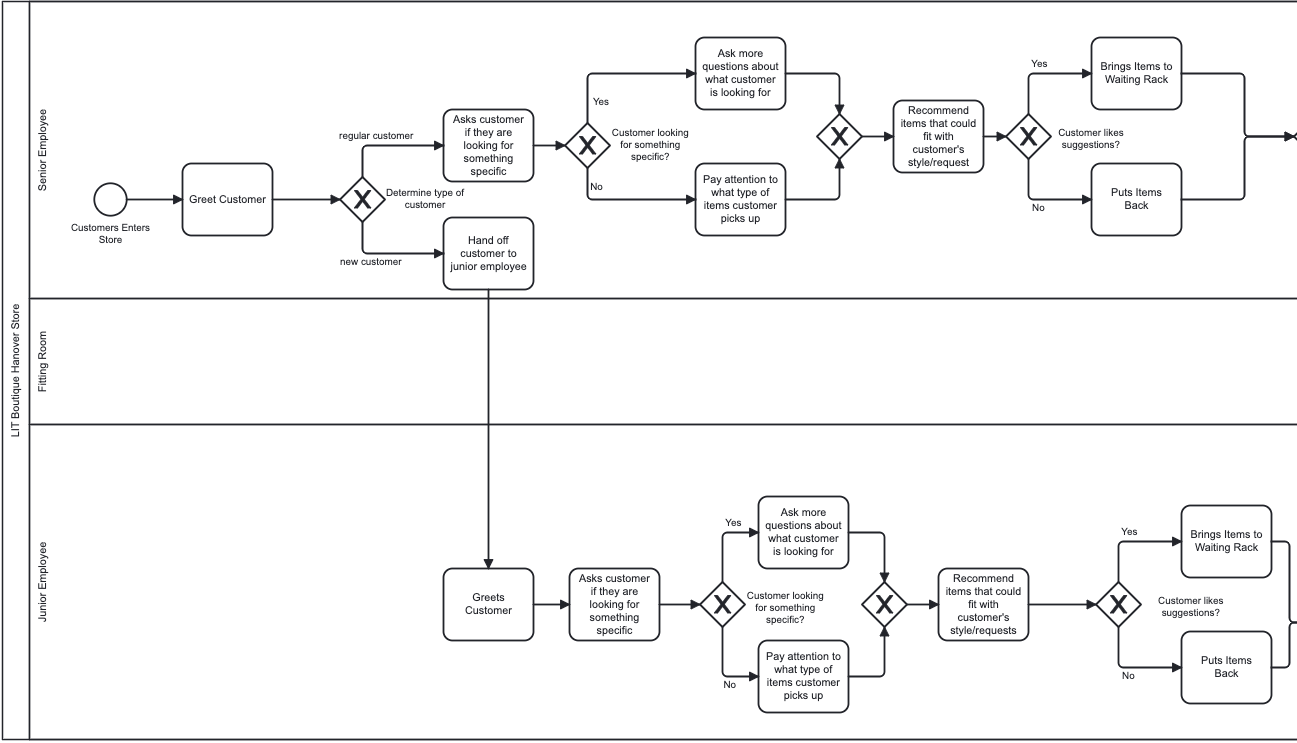 LIT Boutique Hanover Store
Senior Employee
Customers Enters
Store
Greet Customer
Determine type of
customer
regular customer
new customer
Asks customer
if they are
looking for
something
specific
Hand off
customer to
junior employee
Customer looking
for something
specific?
Yes
No
Ask more
questions about
what customer
is looking for
Pay attention to
what type of
items customer
picks up
X
X
X
Recommend
items that could
fit with
customer's
style/request
X
Customer likes
suggestions?
Yes
No
Brings Items to
Waiting Rack
Puts Items
Back
Fitting Room
Junior Employee
Greets
Customer
Asks customer
if they are
looking for
something
specific
X
Customer looking
for something
specific?
Yes
No
Ask more
questions about
what customer
is looking for
Pay attention to
what type of
items customer
picks up
X
Recommend
items that could
fit with
customer's
style/requests
X
Customer likes
suggestions?
Yes
No
Brings Items to
Waiting Rack
Puts Items
Back